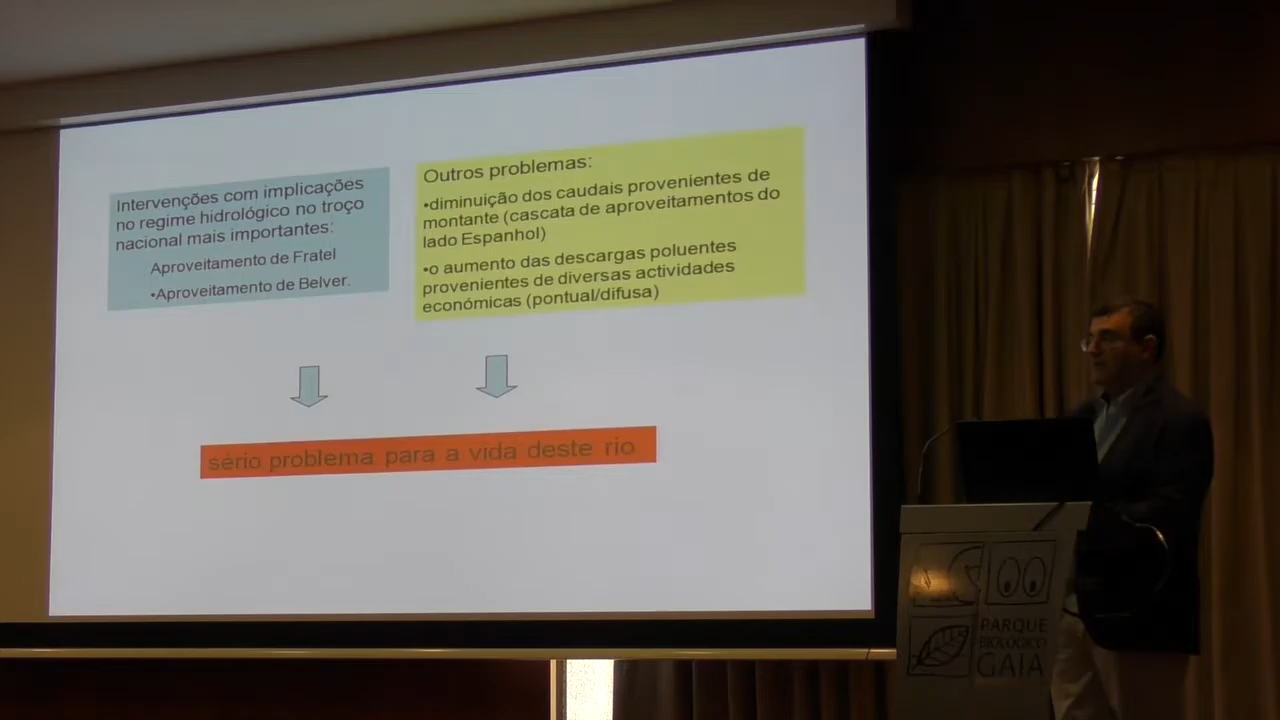 Intervenções com implicações
no regime hidrológico no troço
nacional mais importantes:
Aproveitamento de Fratel
•Aproveitamento de Belver.
Outros problemas:
•diminuição dos caudais provenientes de
montante (cascata de aproveitamentos do
lado Espanhol)
•o aumento das descargas poluentes
provenientes de diversas actividades
económicas (pontual/difusa)
sério problema para a vida deste rio
PARQUE
BIOLÓGICO
GAIA